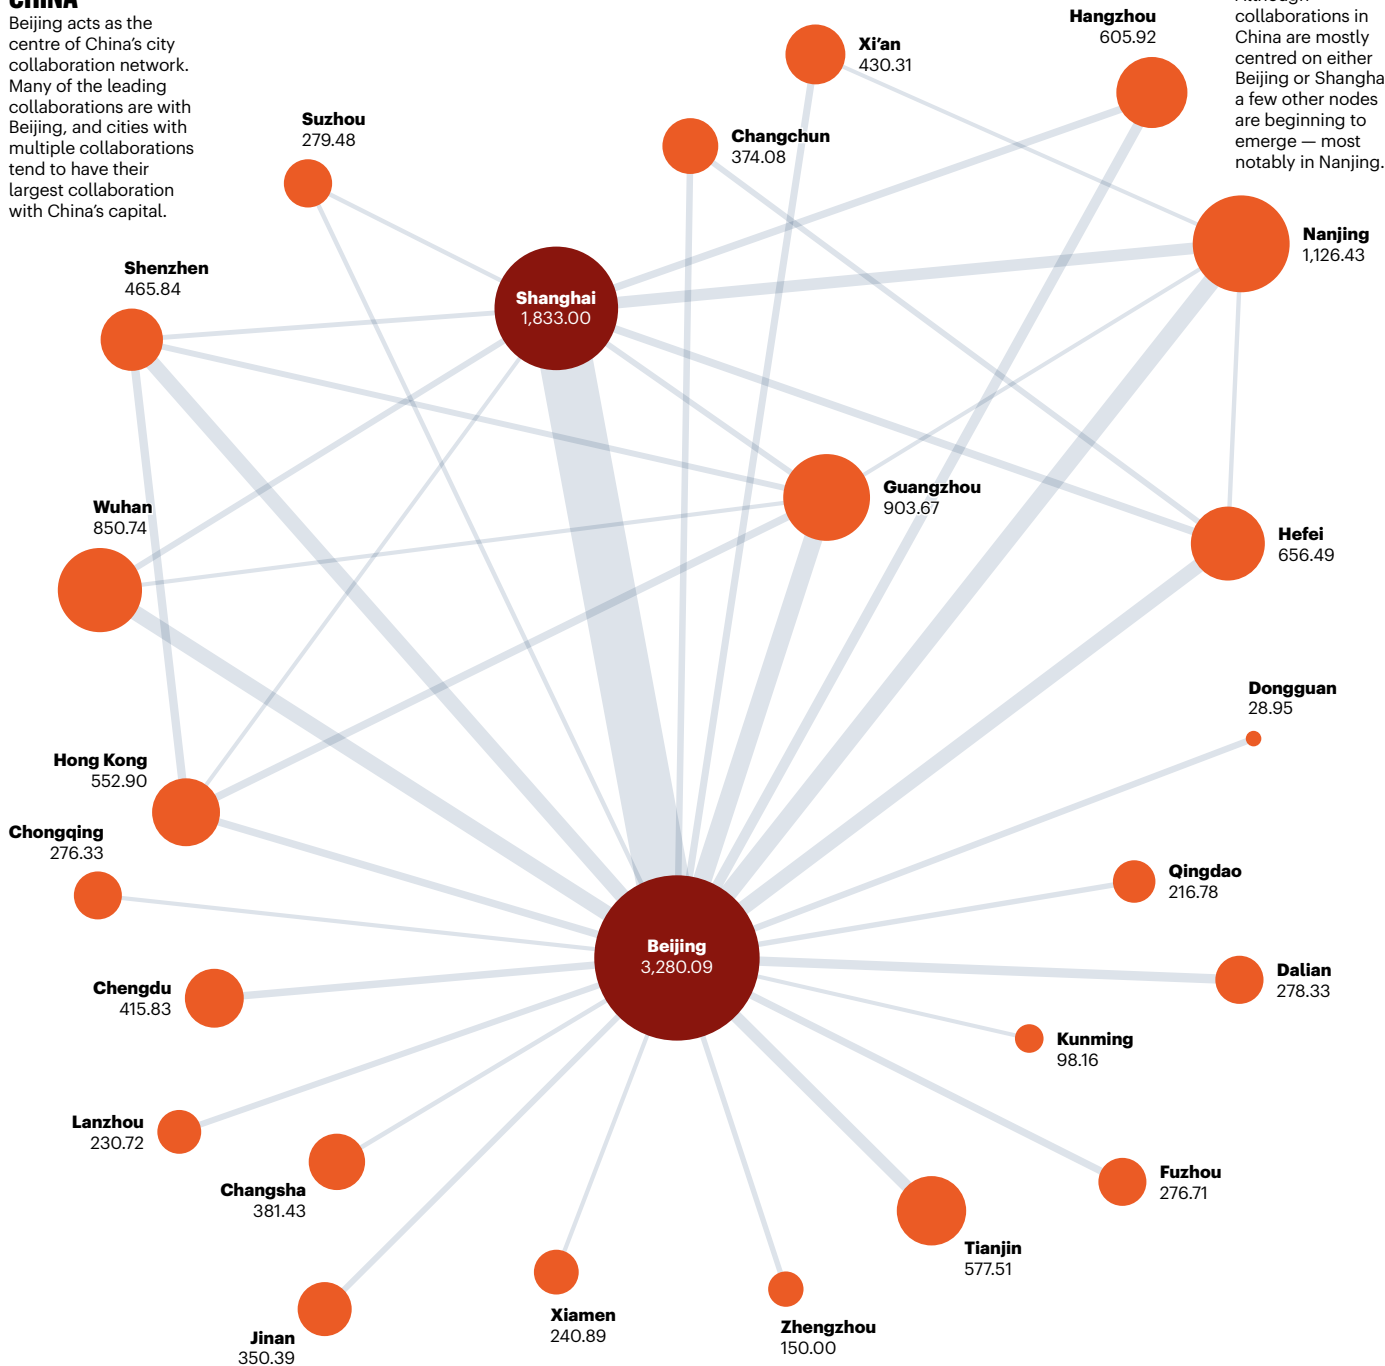 CHINA
Beijing acts as the
centre of China’s city
collaboration network.
Many of the leading
collaborations are with
Beijing, and cities with
multiple collaborations
tend to have their
largest collaboration
with China’s capital.
collaborations in
China are mostly
centred on either
Beijing or Shangha
a few other nodes
are beginning to
emerge — most
notably in Nanjing.
Hangzhou
605.92
Xi’an
430.31
Suzhou
279.48
Changchun
374.08
Nanjing
1,126.43
Shenzhen
465.84
Shanghai
1,833.00
Guangzhou
903.67
Wuhan
850.74
Hefei
656.49
Dongguan
28.95
Hong Kong
552.90
Chongqing
276.33
Qingdao
216.78
Beijing
3,280.09
Chengdu
415.83
Dalian
278.33
Kunming
98.16
Lanzhou
230.72
Changsha
381.43
Fuzhou
276.71
Tianjin
577.51
Xiamen
240.89
Zhengzhou
150.00
Jinan
350.39